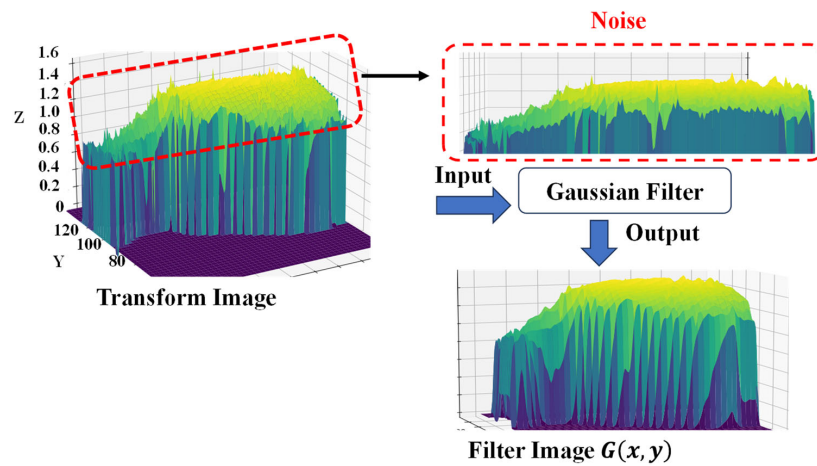 Noise
1.6
1.4
1.2
1.0
0.8
0.6
0.4
0.2
0
Z
120
100
80
Y
Transform Image
Input
Gaussian Filter
Output
Filter Image G(x, y)